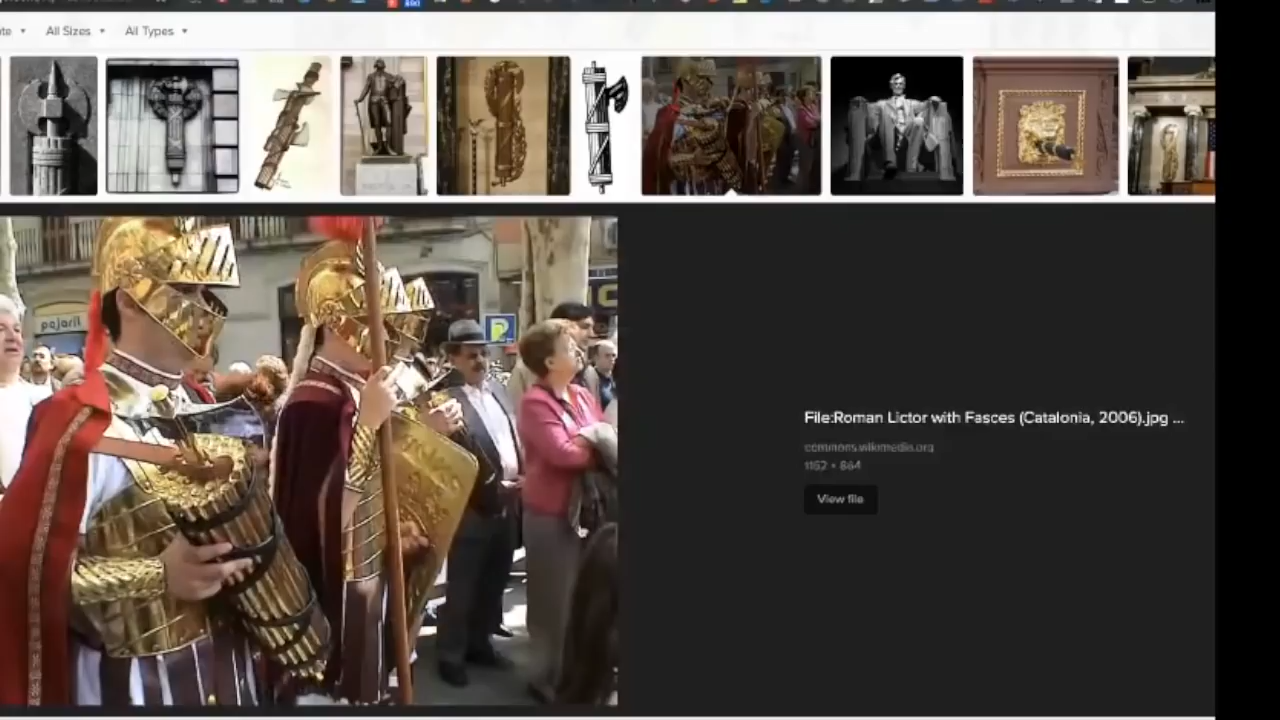 All Sizes
All Types
pajaril
P
File:Roman Lictor with Fasces (Catalonia, 2006).jpg ...
commons.wikimedia.org
1152 × 864
View file